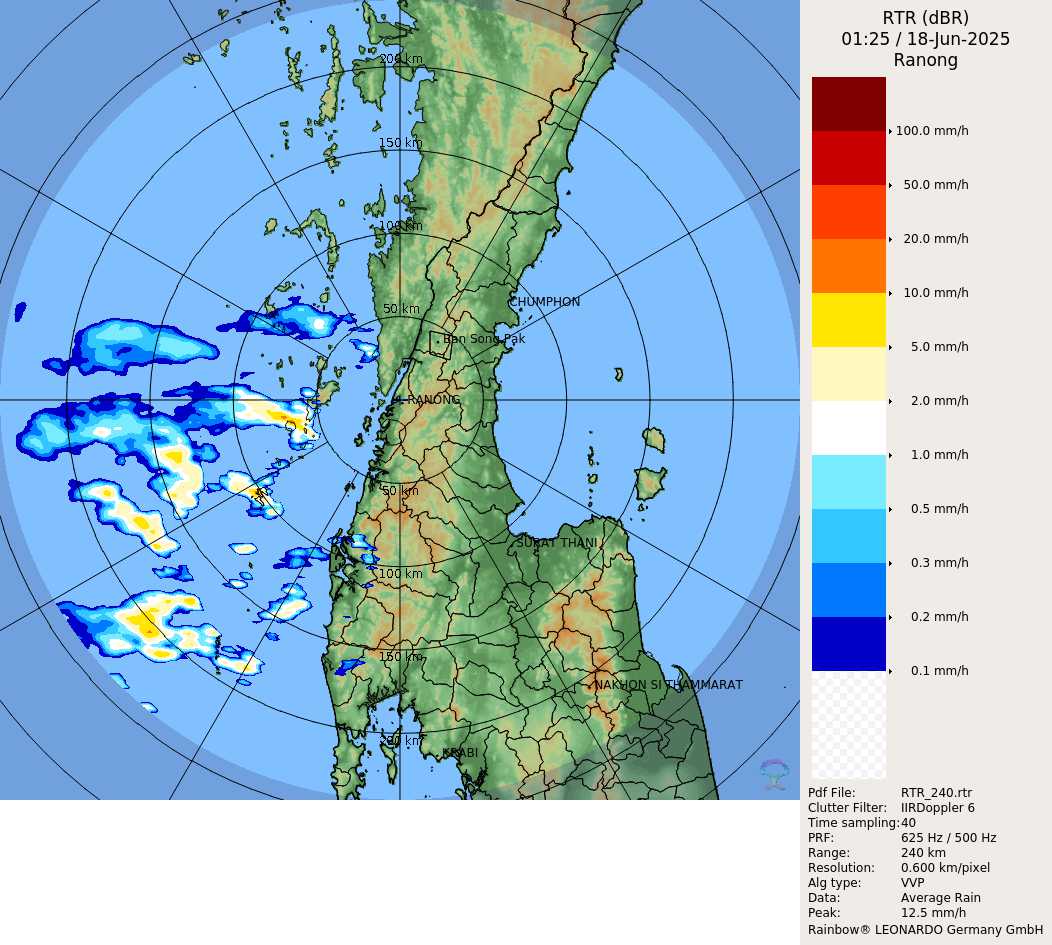 RTR (dBR)
01:25 / 18-Jun-2025
Ranong
100.0 mm/h
50.0 mm/h
20.0 mm/h
10.0 mm/h
5.0 mm/h
2.0 mm/h
1.0 mm/h
0.5 mm/h
0.3 mm/h
0.2 mm/h
0.1 mm/h
200 km
150 km
100 km
CHUMPHON
50 km
Ban Song Pak
RANONG
50 km
SURAT THANI
100 km
150 km
NAKHON SI THAMMARAT
200 km
KRABI
Pdf File: RTR_240.rtr
Clutter Filter: IIRDoppler 6
Time sampling:40
PRF: 625 Hz / 500 Hz
Range: 240 km
Resolution: 0.600 km/pixel
Alg type: VVP
Data: Average Rain
Peak: 12.5 mm/h
Rainbow® LEONARDO Germany GmbH